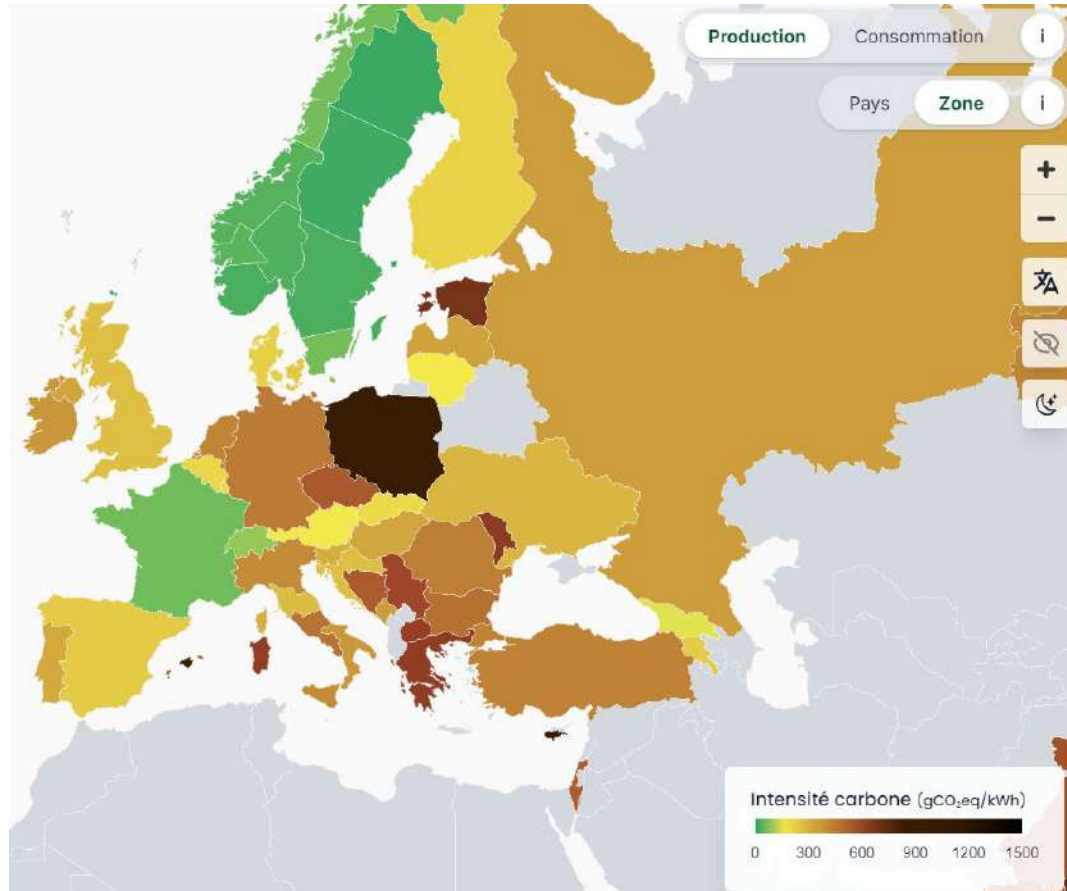 Production Consommation i
Pays Zone i
+
−
Intensité carbone (gCO₂eq/kWh)
0 300 600 900 1200 1500